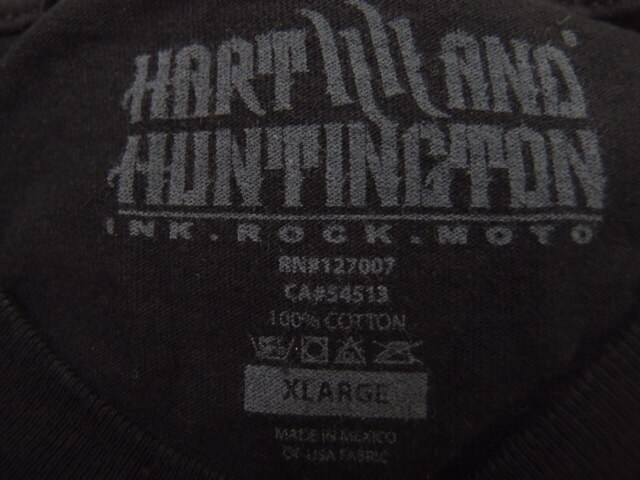 HART AND
HUNTINGTON
INK.ROCK.MOTO
RN#127007
CA#54513
100% COTTON
XLARGE
MADE IN MEXICO
OF USA FABRIC